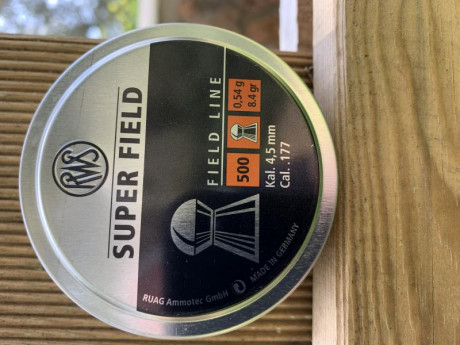 RWS
SUPER FIELD
FIELD LINE
500
0,54 g
8.4 gr
Kal. 4,5 mm
Cal. .177
RUAG Ammotec GmbH
MADE IN GERMANY